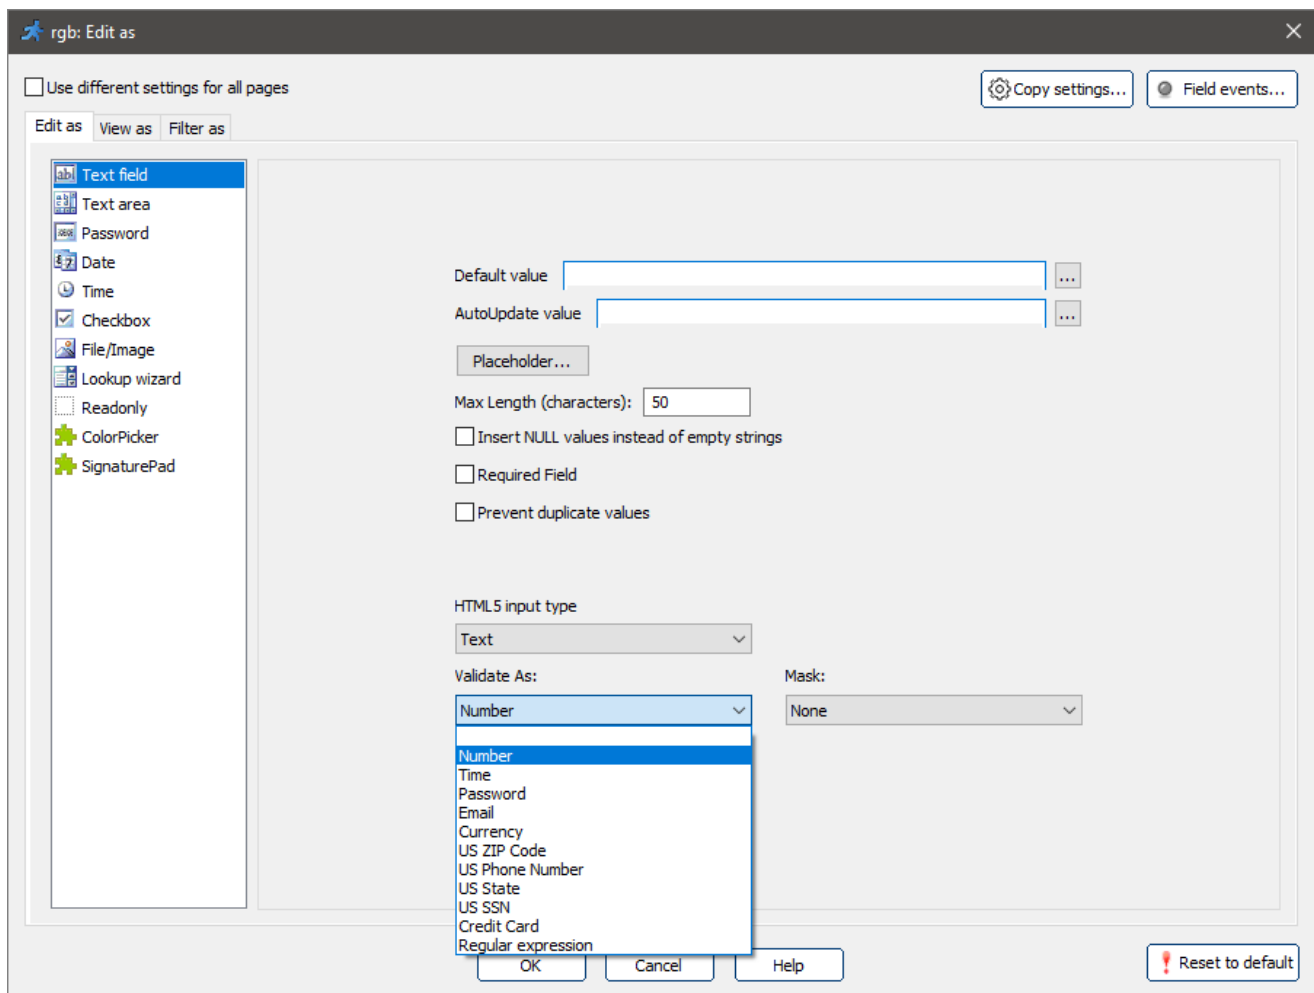 rgb: Edit as
Use different settings for all pages
Copy settings...
Field events...
Edit as
View as
Filter as
Text field
Text area
Password
Date
Time
Checkbox
File/Image
Lookup wizard
Readonly
ColorPicker
SignaturePad
Default value
...
AutoUpdate value
...
Placeholder...
Max Length (characters): 50
Insert NULL values instead of empty strings
Required Field
Prevent duplicate values
HTML5 input type
Text
Validate As:
Mask:
Number
None
Number
Time
Password
Email
Currency
US ZIP Code
US Phone Number
US State
US SSN
Credit Card
Regular expression
OK
Cancel
Help
Reset to default